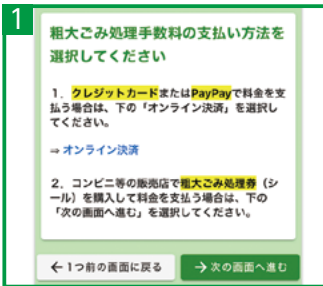 1
粗大ごみ処理手数料の支払い方法を
選択してください
1．クレジットカードまたはPayPayで料金を支
払う場合は、下の「オンライン決済」を選択し
てください。
⇒ オンライン決済
2．コンビニ等の販売店で粗大ごみ処理券（シ
ール）を購入して料金を支払う場合は、下の
「次の画面へ進む」を選択してください。
←1つ前の画面に戻る
→次の画面へ進む